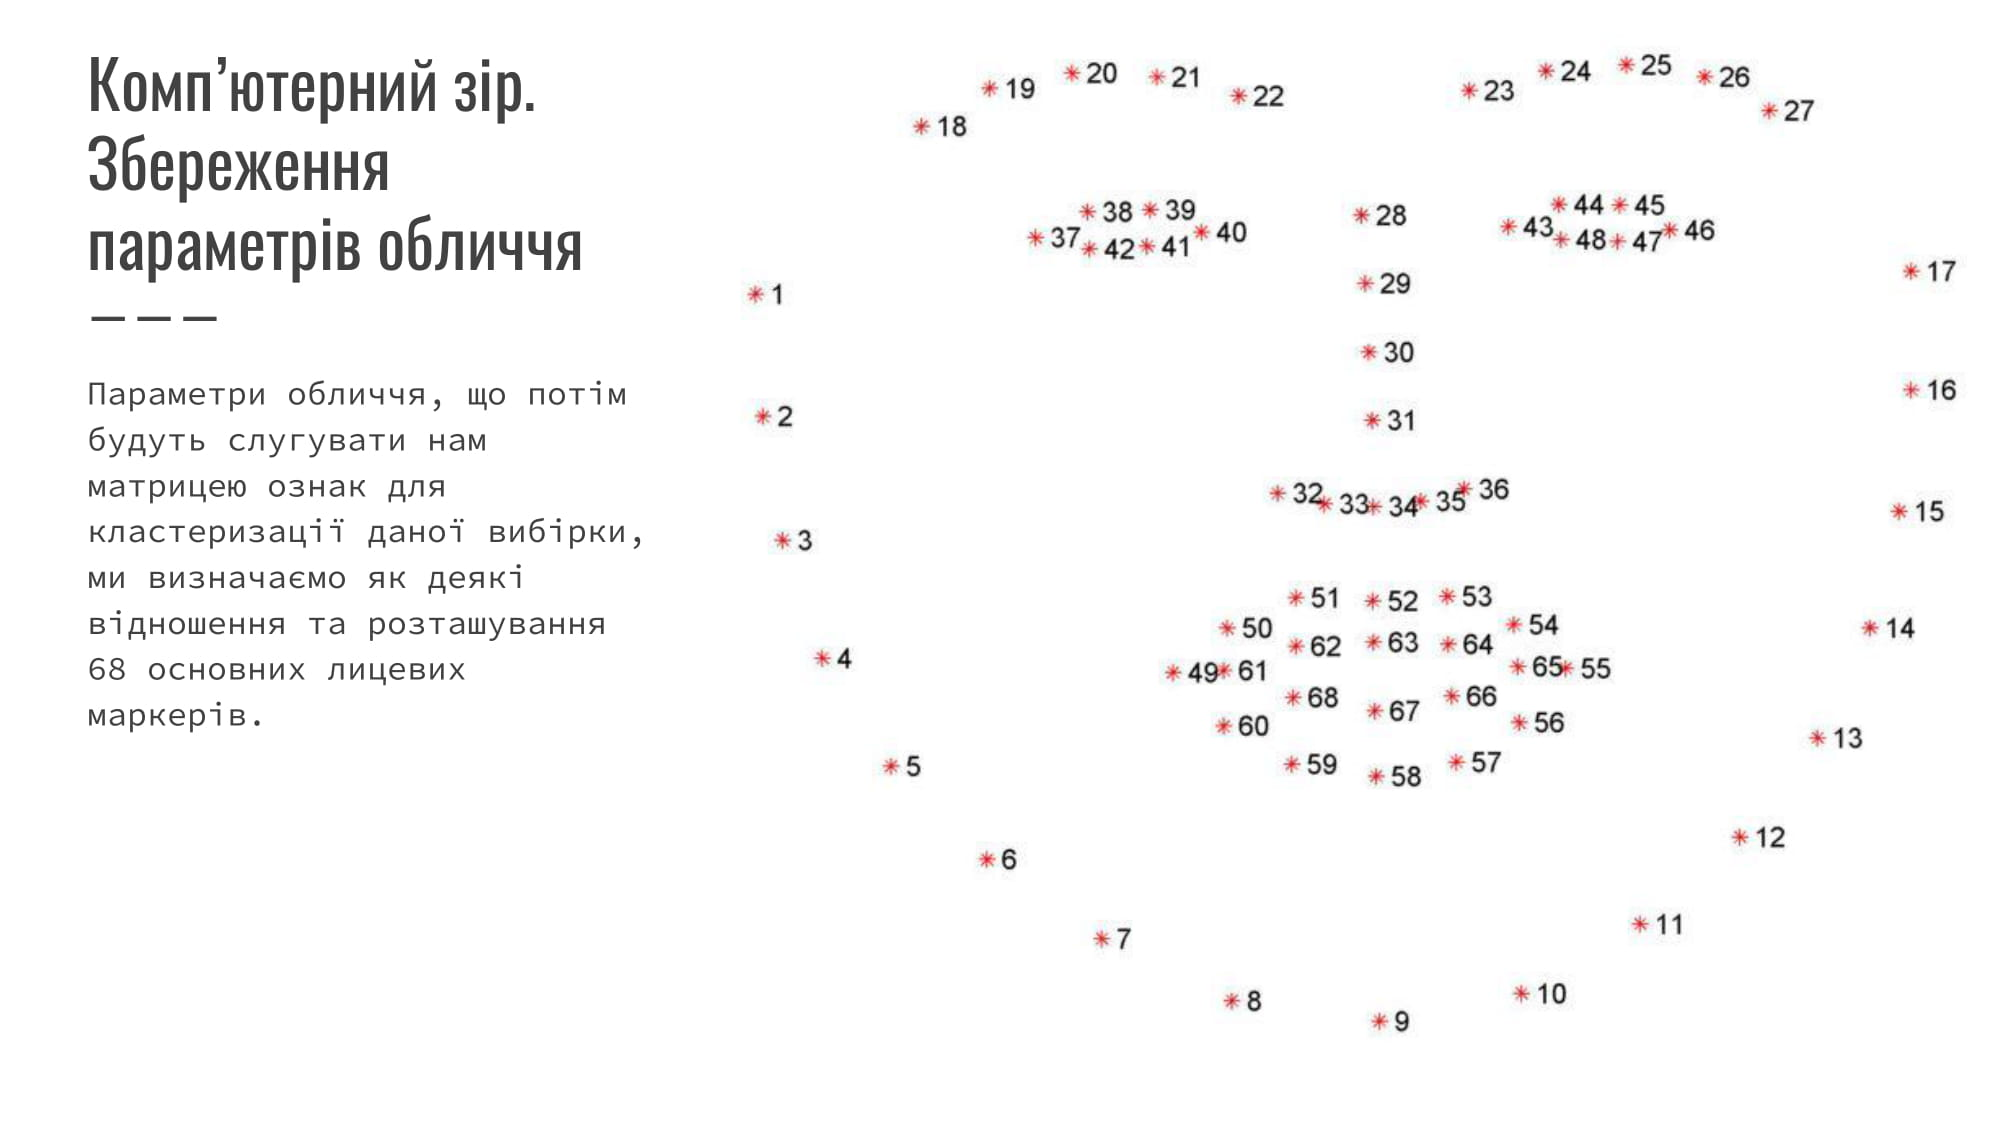 Комп’ютерний зір.
Збереження
параметрів обличчя
Параметри обличчя, що потім
будуть слугувати нам
матрицею ознак для
кластеризації даної вибірки,
ми визначаємо як деякі
відношення та розташування
68 основних лицевих
маркерів.
18 19 20 21 22 23 24 25 26 27
37 38 39 40 41 42 28 43 44 45 46 47 48
1 29 17
30
2 31 16
32 33 34 35 36 15
3
51 52 53
4 50 62 63 64 54 14
49 61 65 55
68 67 66
60 56 13
5 59 58 57
6 12
7 11
8 10
9